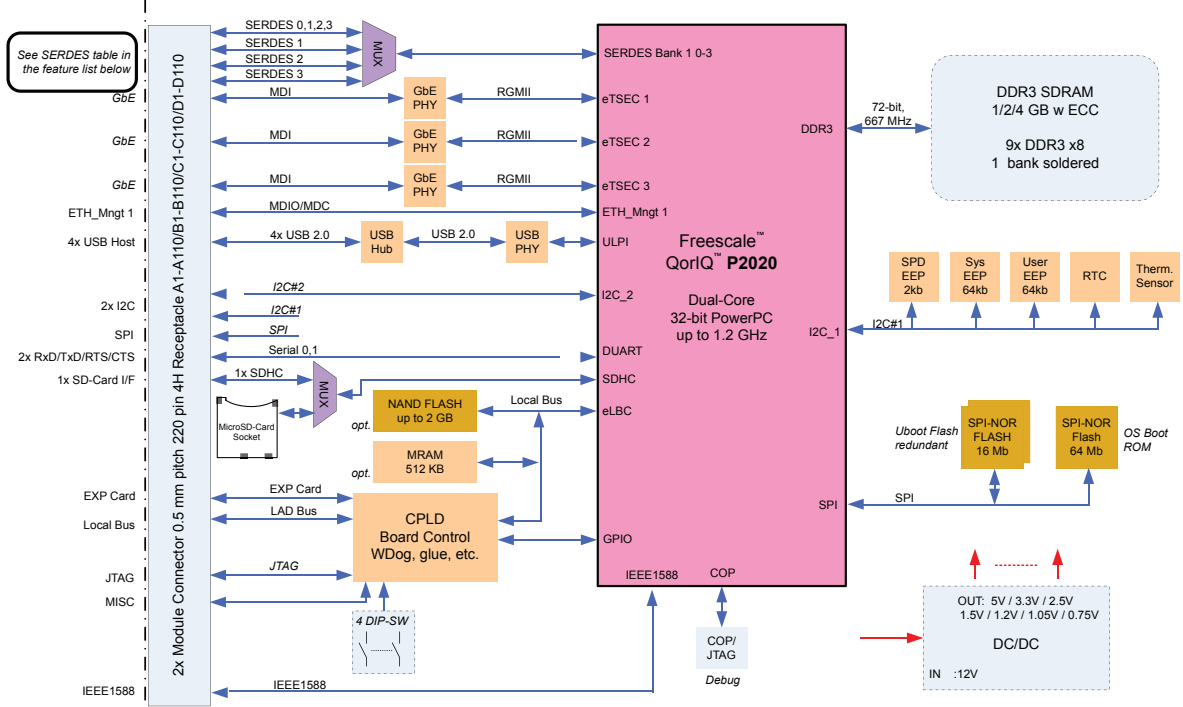 See SERDES table in
the feature list below
GbE
GbE
GbE
ETH_Mngt 1
4x USB Host
2x I2C
SPI
2x RxD/TxD/RTS/CTS
1x SD-Card I/F
EXP Card
Local Bus
JTAG
MISC
IEEE1588
2x Module Connector 0.5 mm pitch 220 pin 4H Receptacle A1-A110/B1-B110/C1-C110/D1-D110
SERDES 0,1,2,3
SERDES 1
SERDES 2
SERDES 3
MUX
MDI
GbE
PHY
RGMII
MDI
GbE
PHY
RGMII
MDI
GbE
PHY
RGMII
MDIO/MDC
4x USB 2.0
USB
Hub
USB 2.0
USB
PHY
I2C#2
I2C#1
SPI
Serial 0,1
1x SDHC
MUX
MicroSD-Card
Socket
opt.
NAND FLASH
up to 2 GB
Local Bus
opt.
MRAM
512 KB
EXP Card
LAD Bus
CPLD
Board Control
WDog, glue, etc.
JTAG
4 DIP-SW
IEEE1588
SERDES Bank 1 0-3
eTSEC 1
eTSEC 2
eTSEC 3
ETH_Mngt 1
ULPI
I2C_2
DUART
SDHC
eLBC
GPIO
IEEE1588
COP
DDR3
I2C_1
SPI
Freescale™
QorIQ™ P2020
Dual-Core
32-bit PowerPC
up to 1.2 GHz
COP/
JTAG
Debug
72-bit,
667 MHz
DDR3 SDRAM
1/2/4 GB w ECC
9x DDR3 x8
1 bank soldered
SPD
EEP
2kb
Sys
EEP
64kb
User
EEP
64kb
RTC
Therm.
Sensor
I2C#1
Uboot Flash
redundant
SPI-NOR
FLASH
16 Mb
SPI-NOR
Flash
64 Mb
OS Boot
ROM
SPI
OUT: 5V / 3.3V / 2.5V
1.5V / 1.2V / 1.05V / 0.75V
DC/DC
IN :12V